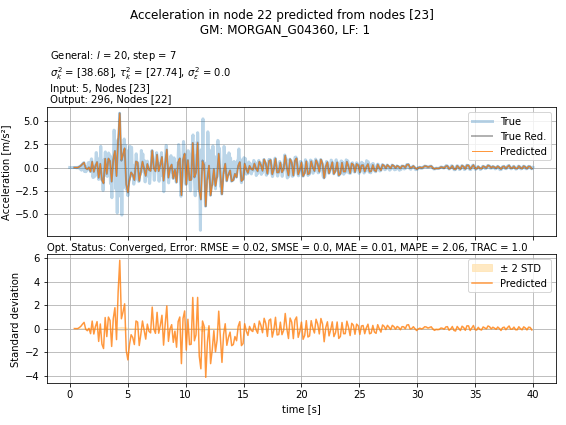 Acceleration in node 22 predicted from nodes [23]
GM: MORGAN_G04360, LF: 1
General: l = 20, step = 7
σ²ₖ = [38.68], τ²ₖ = [27.74], σ²ε = 0.0
Input: 5, Nodes [23]
Output: 296, Nodes [22]
Acceleration [m/s²]
5.0
2.5
0.0
−2.5
−5.0
True
True Red.
Predicted
Opt. Status: Converged, Error: RMSE = 0.02, SMSE = 0.0, MAE = 0.01, MAPE = 2.06, TRAC = 1.0
Standard deviation
6
4
2
0
−2
−4
± 2 STD
Predicted
0 5 10 15 20 25 30 35 40
time [s]